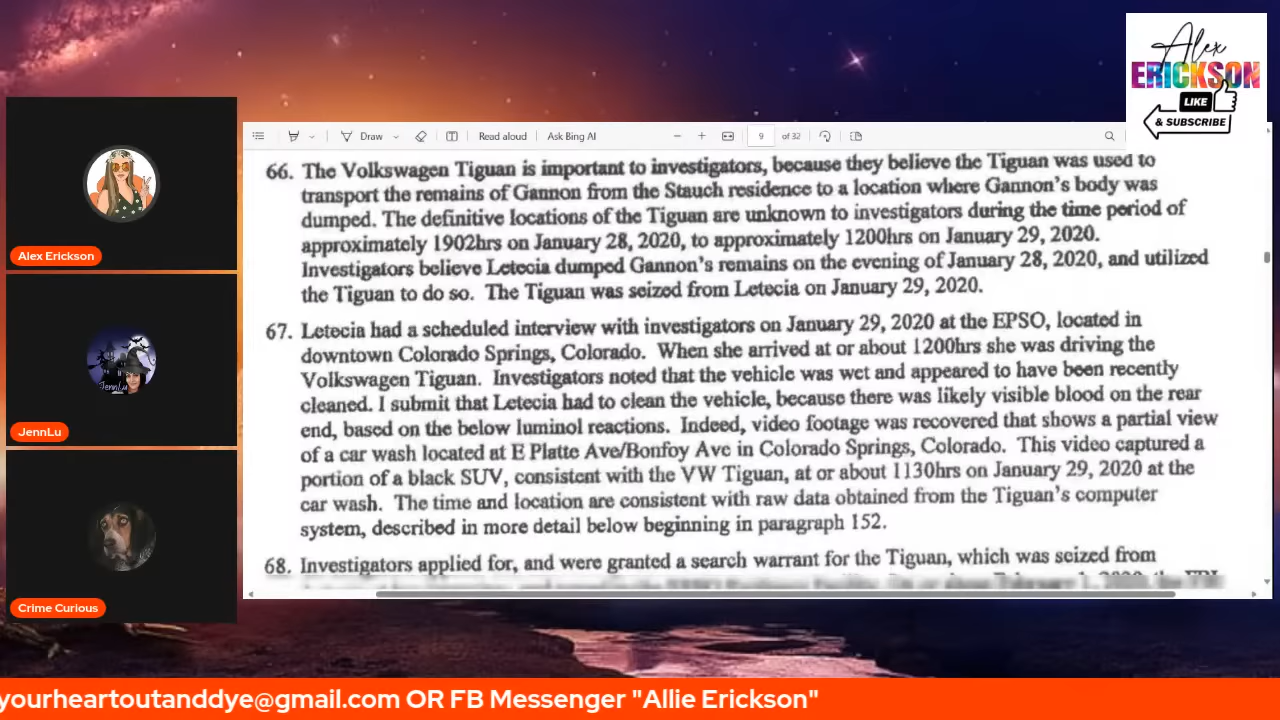 Alex
ERICKSON
LIKE
& SUBSCRIBE
Draw
Read aloud
Ask Bing AI
9
of 32
66. The Volkswagen Tiguan is important to investigators, because they believe the Tiguan was used to
transport the remains of Gannon from the Stauch residence to a location where Gannon's body was
dumped. The definitive locations of the Tiguan are unknown to investigators during the time period of
approximately 1902hrs on January 28, 2020, to approximately 1200hrs on January 29, 2020.
Investigators believe Letecia dumped Gannon's remains on the evening of January 28, 2020, and utilized
the Tiguan to do so. The Tiguan was seized from Letecia on January 29, 2020.
67. Letecia had a scheduled interview with investigators on January 29, 2020 at the EPSO, located in
downtown Colorado Springs, Colorado. When she arrived at or about 1200hrs she was driving the
Volkswagen Tiguan. Investigators noted that the vehicle was wet and appeared to have been recently
cleaned. I submit that Letecia had to clean the vehicle, because there was likely visible blood on the rear
end, based on the below luminol reactions. Indeed, video footage was recovered that shows a partial view
of a car wash located at E Platte Ave/Bonfoy Ave in Colorado Springs, Colorado. This video captured a
portion of a black SUV, consistent with the VW Tiguan, at or about 1130hrs on January 29, 2020 at the
car wash. The time and location are consistent with raw data obtained from the Tiguan's computer
system, described in more detail below beginning in paragraph 152.
68. Investigators applied for, and were granted a search warrant for the Tiguan, which was seized from
Alex Erickson
JennLu
JennLu
Crime Curious
yourheartoutanddye@gmail.com OR FB Messenger "Allie Erickson"